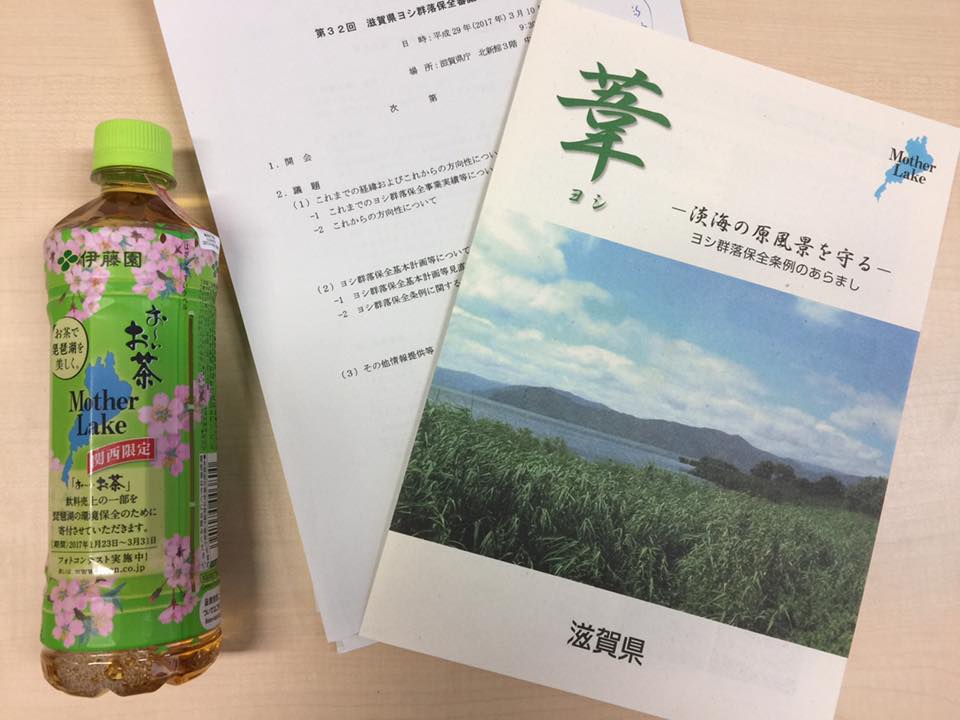 第32回 滋賀県ヨシ群落保全審
日 時：平成29年(2017年)3月10
場 所：滋賀県庁 北新館3階
次 第
1．開 会
2．議 題
(1) これまでの経緯およびこれからの方向性につい
-1 これまでのヨシ群落保全事業実績等につい
-2 これからの方向性について
(2) ヨシ群落保全基本計画等について
-1 ヨシ群落保全基本計画等見直
-2 ヨシ群落保全条例に関する
(3) その他情報提供等
葦
ヨシ
Mother
Lake
－淡海の原風景を守る－
ヨシ群落保全条例のあらまし
滋賀県
伊藤園
お～いお茶
お茶で
琵琶湖を
美しく。
Mother
Lake
関西限定
「お～いお茶」
飲料売上の一部を
琵琶湖の環境保全のために
寄付させていただきます。
［期間］2017年1月23日～3月31日
フォトコンテスト実施中！